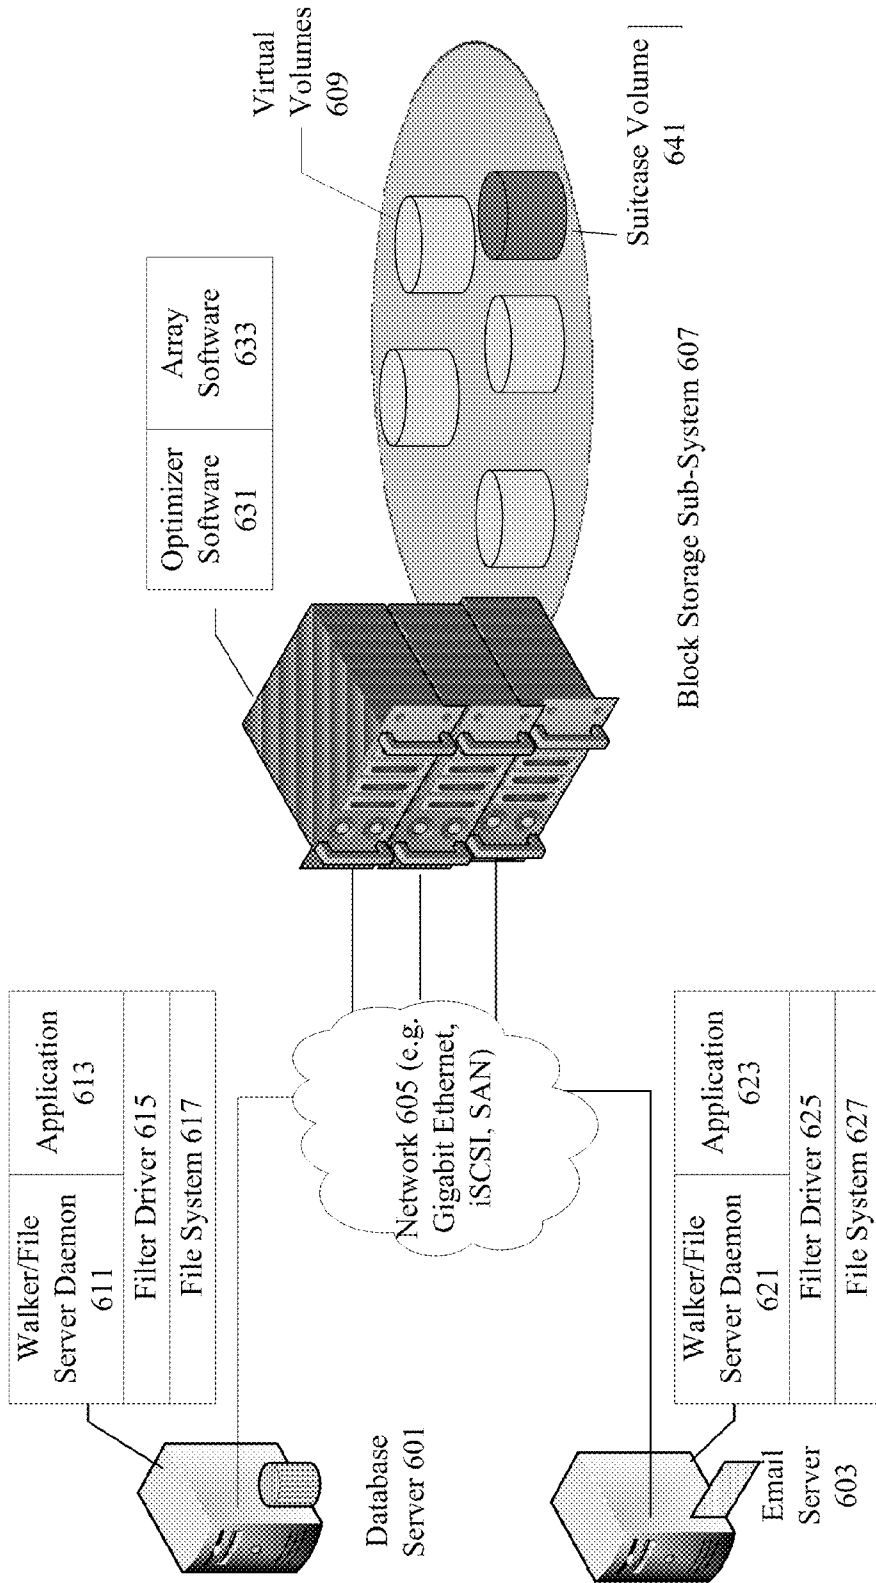 Walker/File
Server Daemon
611
Application
613
Filter Driver 615
File System 617
Database
Server 601
Network 605 (e.g.
Gigabit Ethernet,
iSCSI, SAN)
Walker/File
Server Daemon
621
Application
623
Filter Driver 625
File System 627
Email
Server
603
Optimizer
Software
631
Array
Software
633
Virtual
Volumes
609
Suitcase Volume
641
Block Storage Sub-System 607